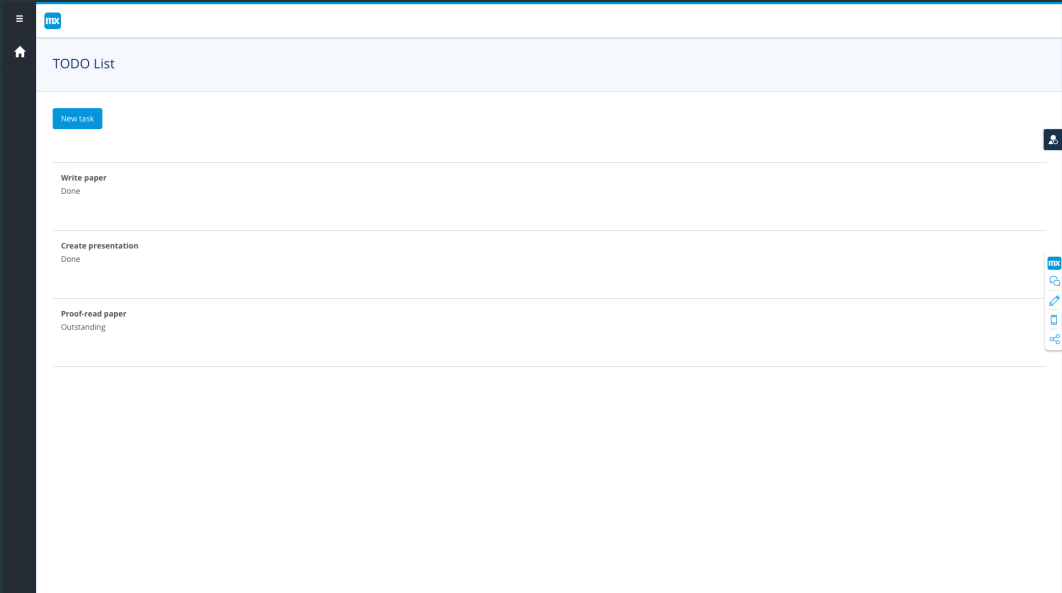 mx
TODO List
New task
Write paper
Done
Create presentation
Done
mx
Proof-read paper
Outstanding